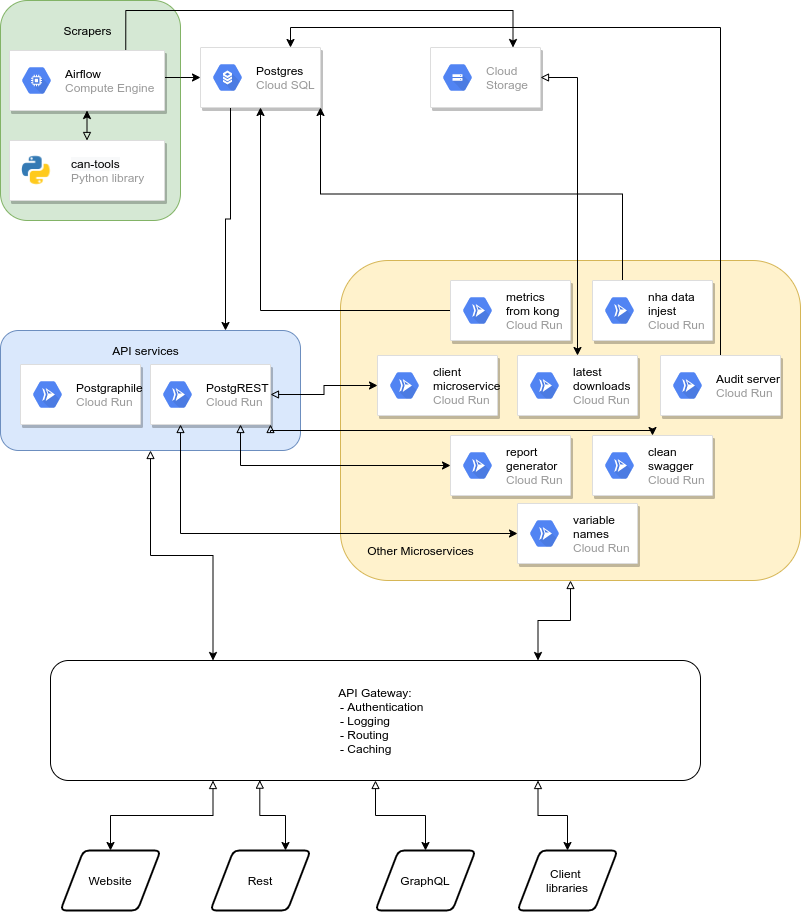 Scrapers
Airflow
Compute Engine
can-tools
Python library
Postgres
Cloud SQL
Cloud
Storage
API services
Postgraphile
Cloud Run
PostgREST
Cloud Run
metrics
from kong
Cloud Run
nha data
injest
Cloud Run
client
microservice
Cloud Run
latest
downloads
Cloud Run
Audit server
Cloud Run
report
generator
Cloud Run
clean
swagger
Cloud Run
variable
names
Cloud Run
Other Microservices
API Gateway:
- Authentication
- Logging
- Routing
- Caching
Website
Rest
GraphQL
Client
libraries